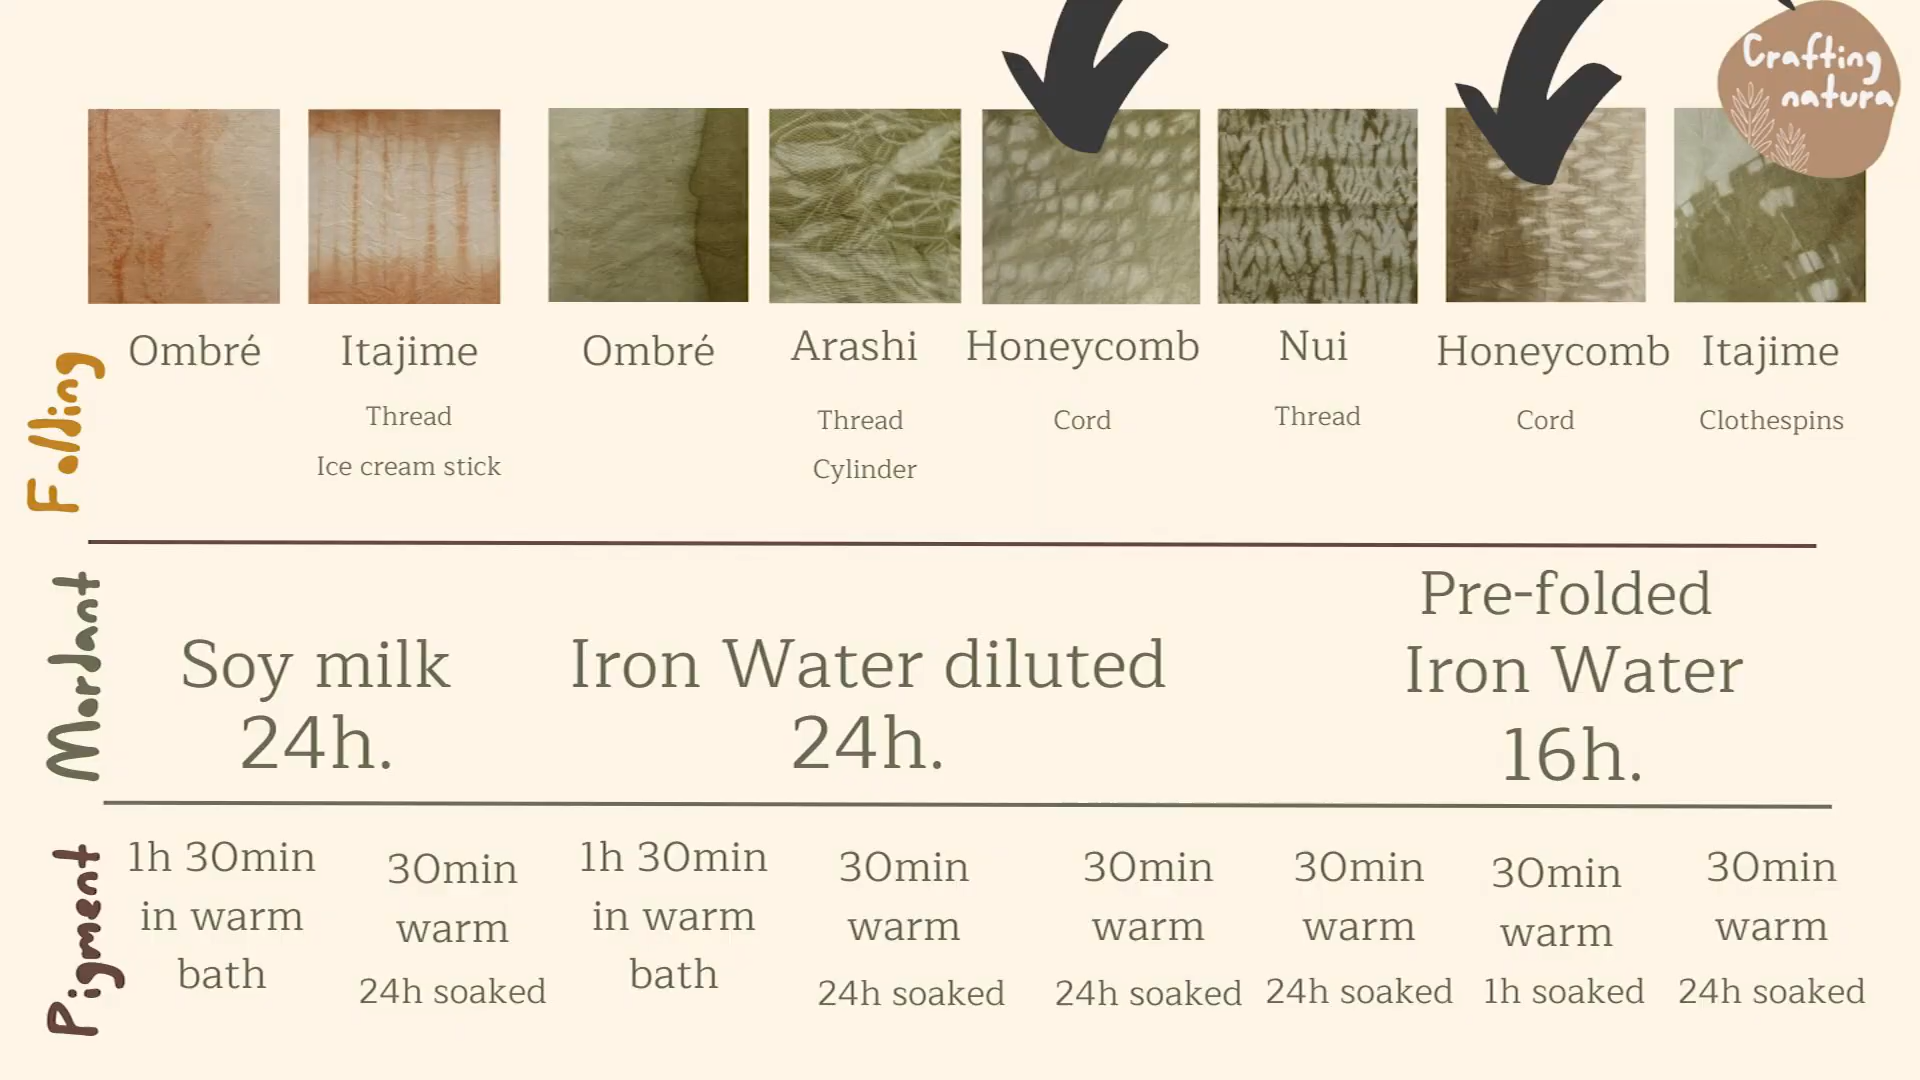 Crafting
natura
Ombré
Itajime
Ombré
Arashi
Honeycomb
Nui
Honeycomb
Itajime
Thread
Ice cream stick
Thread
Cylinder
Cord
Thread
Cord
Clothespins
Folding
Mordant
Soy milk
24h.
Iron Water diluted
24h.
Pre-folded
Iron Water
16h.
Pigment
1h 30min
in warm
bath
30min
warm
24h soaked
1h 30min
in warm
bath
30min
warm
24h soaked
30min
warm
24h soaked
30min
warm
24h soaked
30min
warm
1h soaked
30min
warm
24h soaked